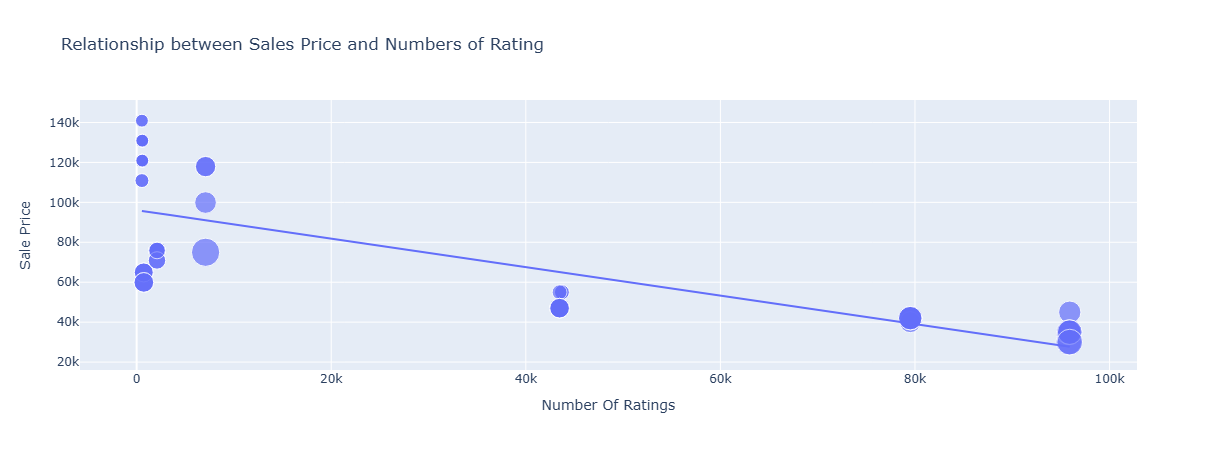 Relationship between Sales Price and Numbers of Rating
140k
120k
100k
80k
60k
40k
20k
Sale Price
0
20k
40k
60k
80k
100k
Number Of Ratings